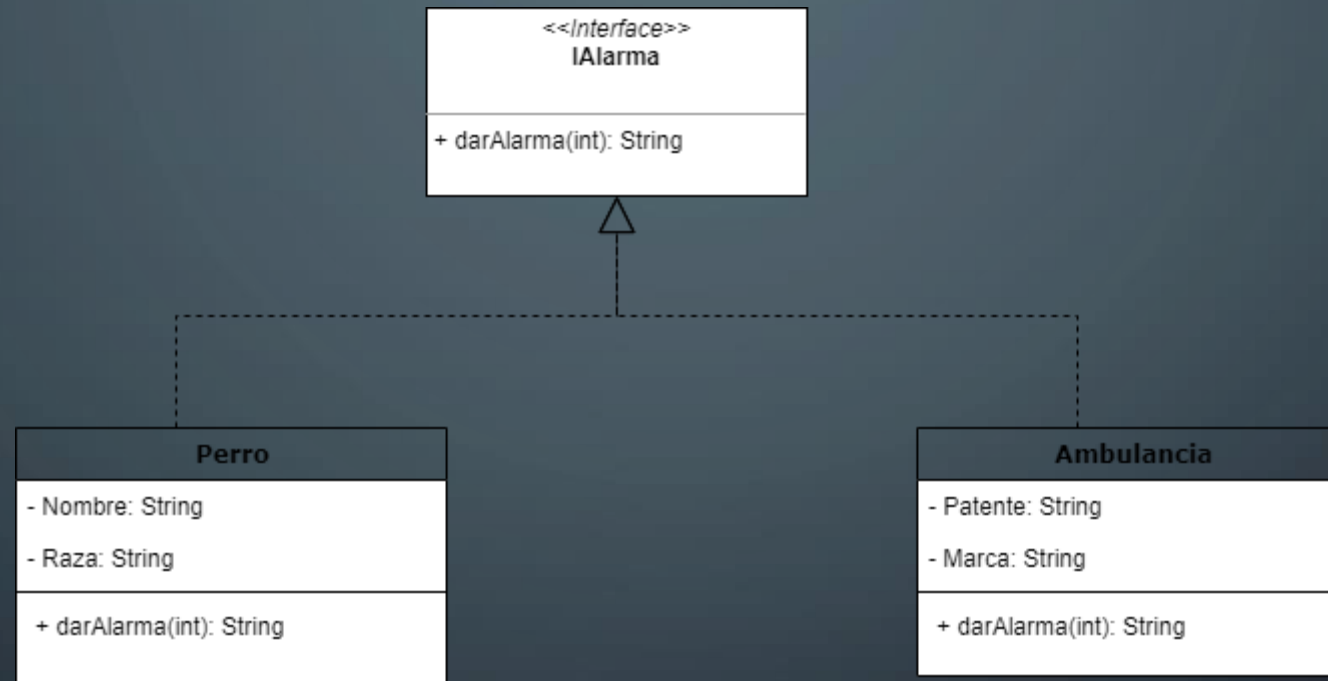 <<Interface>>
IAlarma
+ darAlarma(int): String
Perro
- Nombre: String
- Raza: String
+ darAlarma(int): String
Ambulancia
- Patente: String
- Marca: String
+ darAlarma(int): String